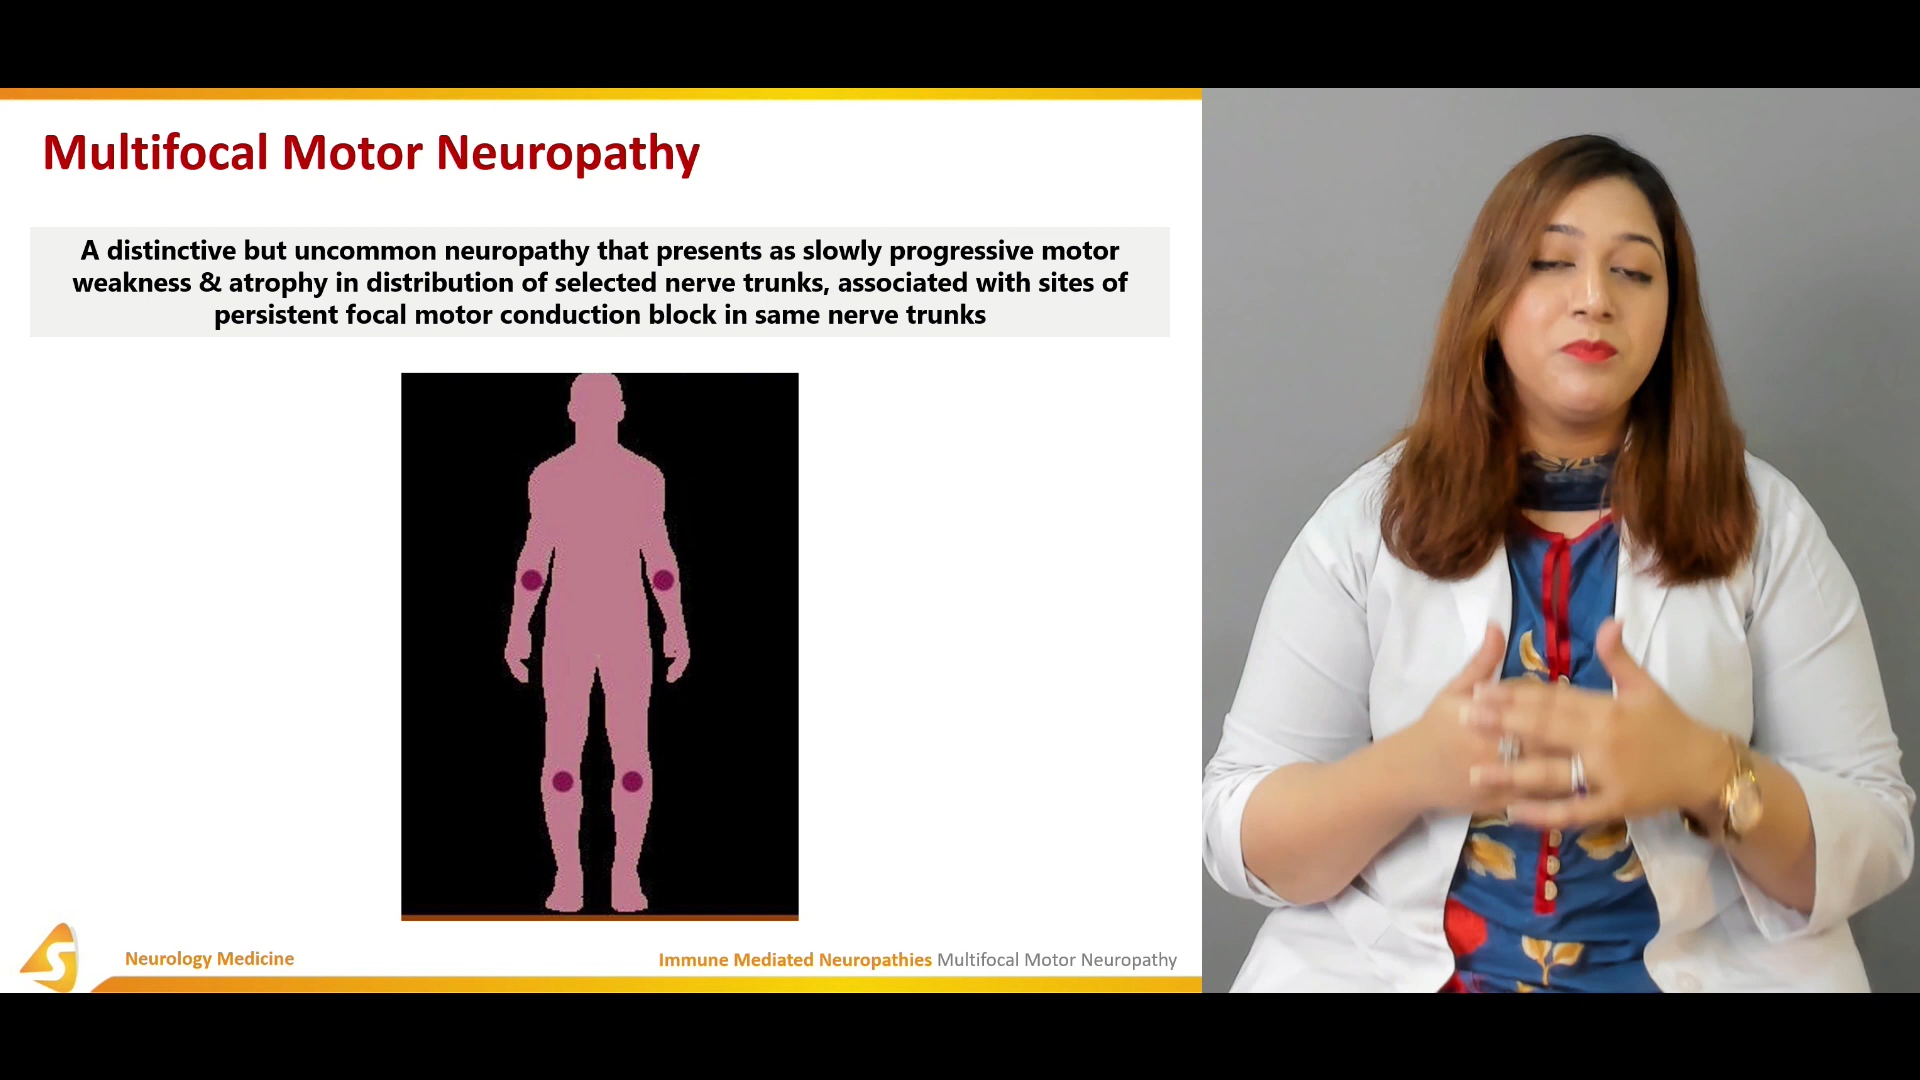 Multifocal Motor Neuropathy
A distinctive but uncommon neuropathy that presents as slowly progressive motor
weakness & atrophy in distribution of selected nerve trunks, associated with sites of
persistent focal motor conduction block in same nerve trunks
S
Neurology Medicine
Immune Mediated Neuropathies Multifocal Motor Neuropathy